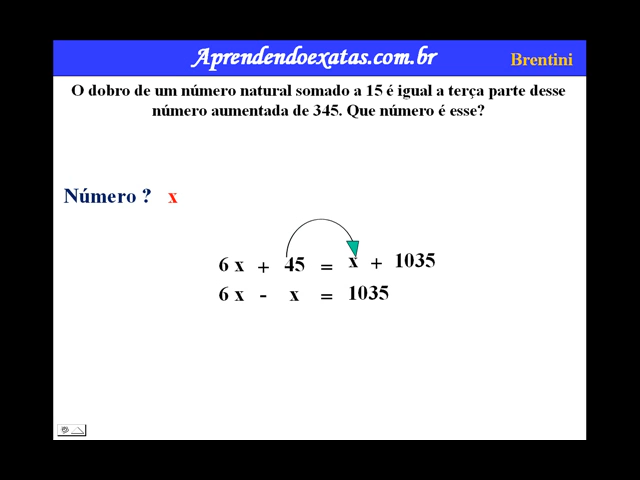 Aprendendoexatas.com.br Brentini
O dobro de um número natural somado a 15 é igual a terça parte desse
número aumentada de 345. Que número é esse?
Número ? x
6 x + 45 = x + 1035
6 x - x = 1035